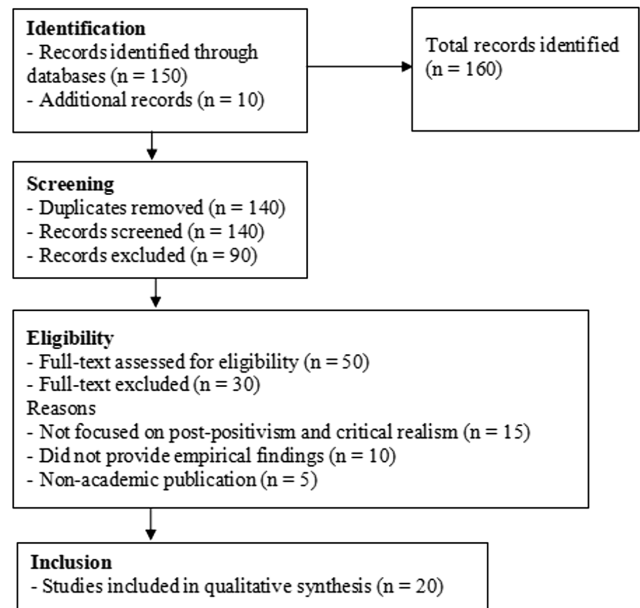 Identification
- Records identified through
databases (n = 150)
- Additional records (n = 10)
Total records identified
(n = 160)
Screening
- Duplicates removed (n = 140)
- Records screened (n = 140)
- Records excluded (n = 90)
Eligibility
- Full-text assessed for eligibility (n = 50)
- Full-text excluded (n = 30)
Reasons
- Not focused on post-positivism and critical realism (n = 15)
- Did not provide empirical findings (n = 10)
- Non-academic publication (n = 5)
Inclusion
- Studies included in qualitative synthesis (n = 20)